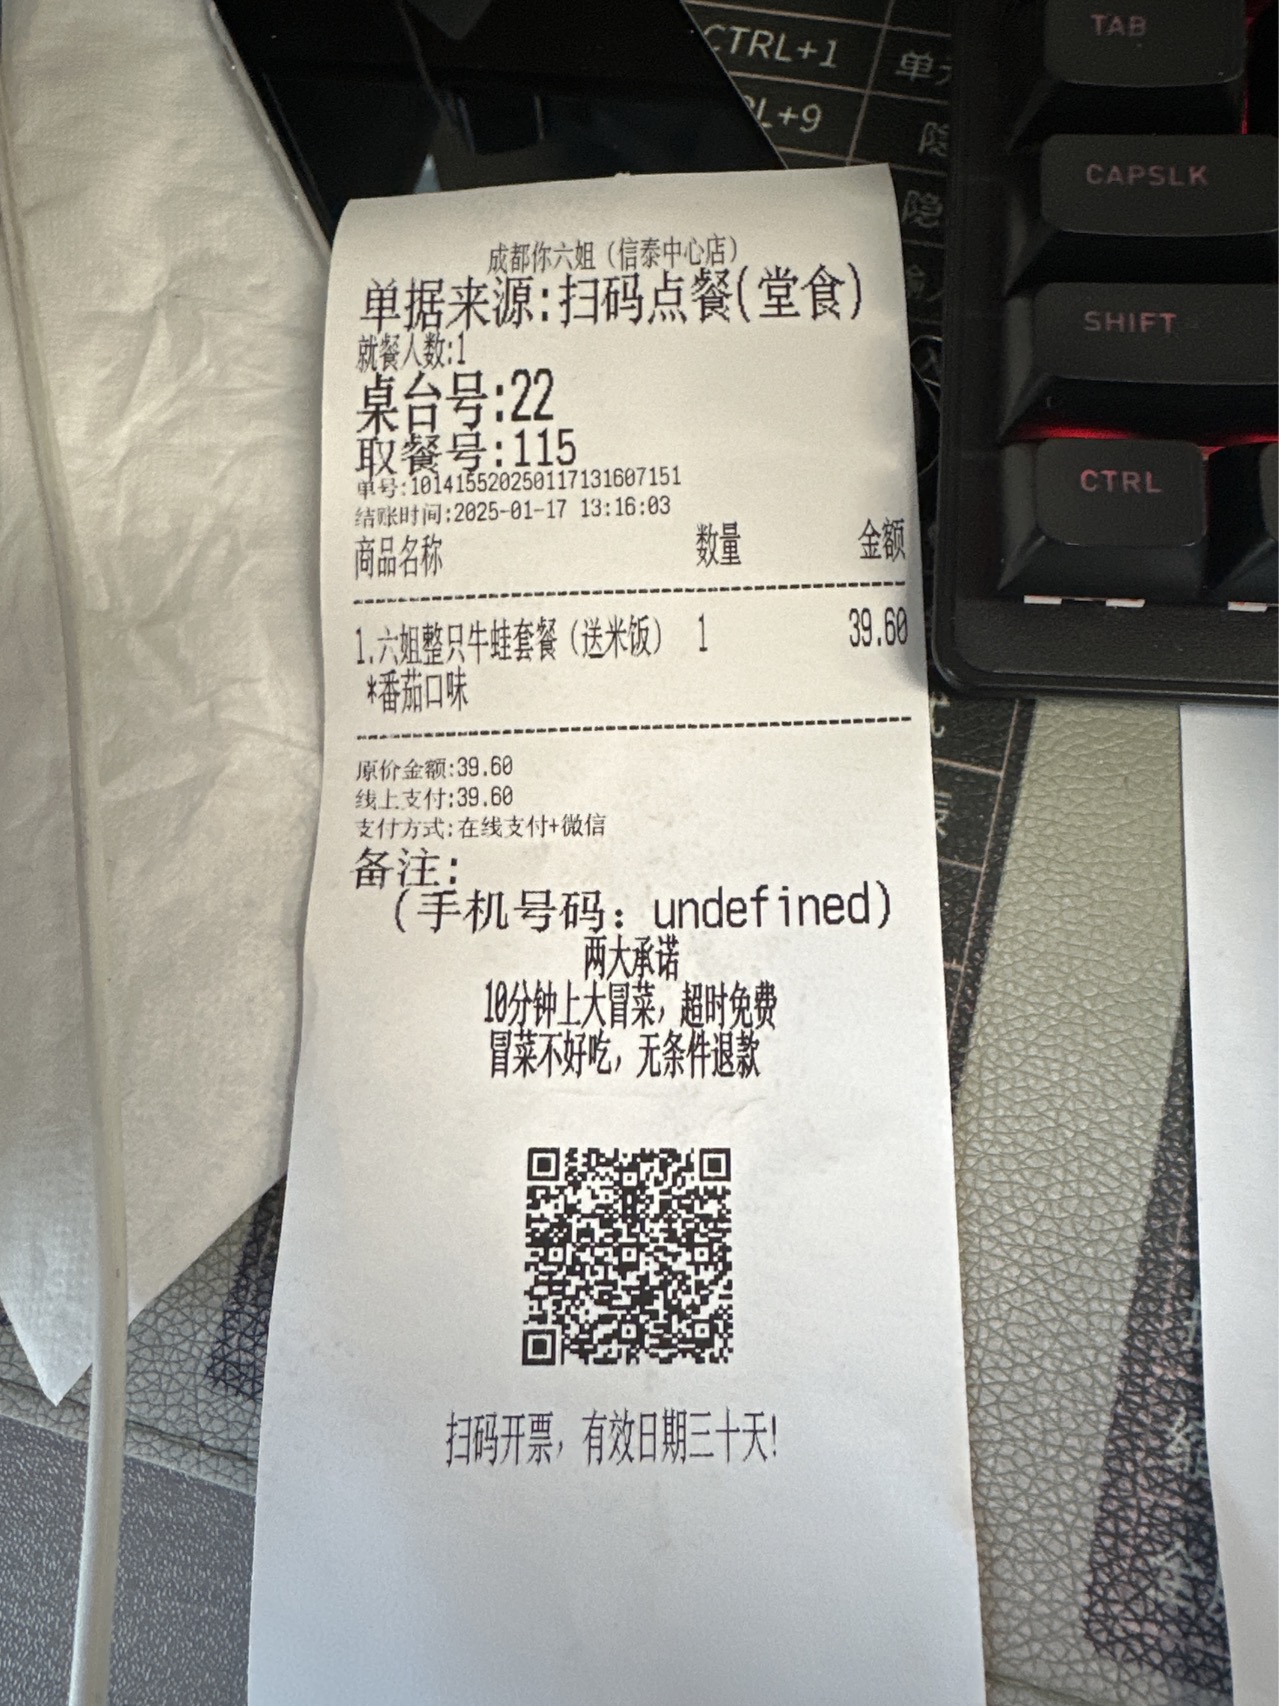 CTRL+1
单元
RL+9
隐
隐
TAB
CAPSLK
SHIFT
CTRL
成都你六姐（信泰中心店）
单据来源:扫码点餐(堂食)
就餐人数:1
桌台号:22
取餐号:115
单号:101415520250117131607151
结账时间:2025-01-17 13:16:03
商品名称 数量 金额
1.六姐整只牛蛙套餐（送米饭） 1 39.60
*番茄口味
原价金额:39.60
线上支付:39.60
支付方式:在线支付+微信
备注:
(手机号码：undefined)
两大承诺
10分钟上大冒菜，超时免费
冒菜不好吃，无条件退款
扫码开票，有效日期三十天!